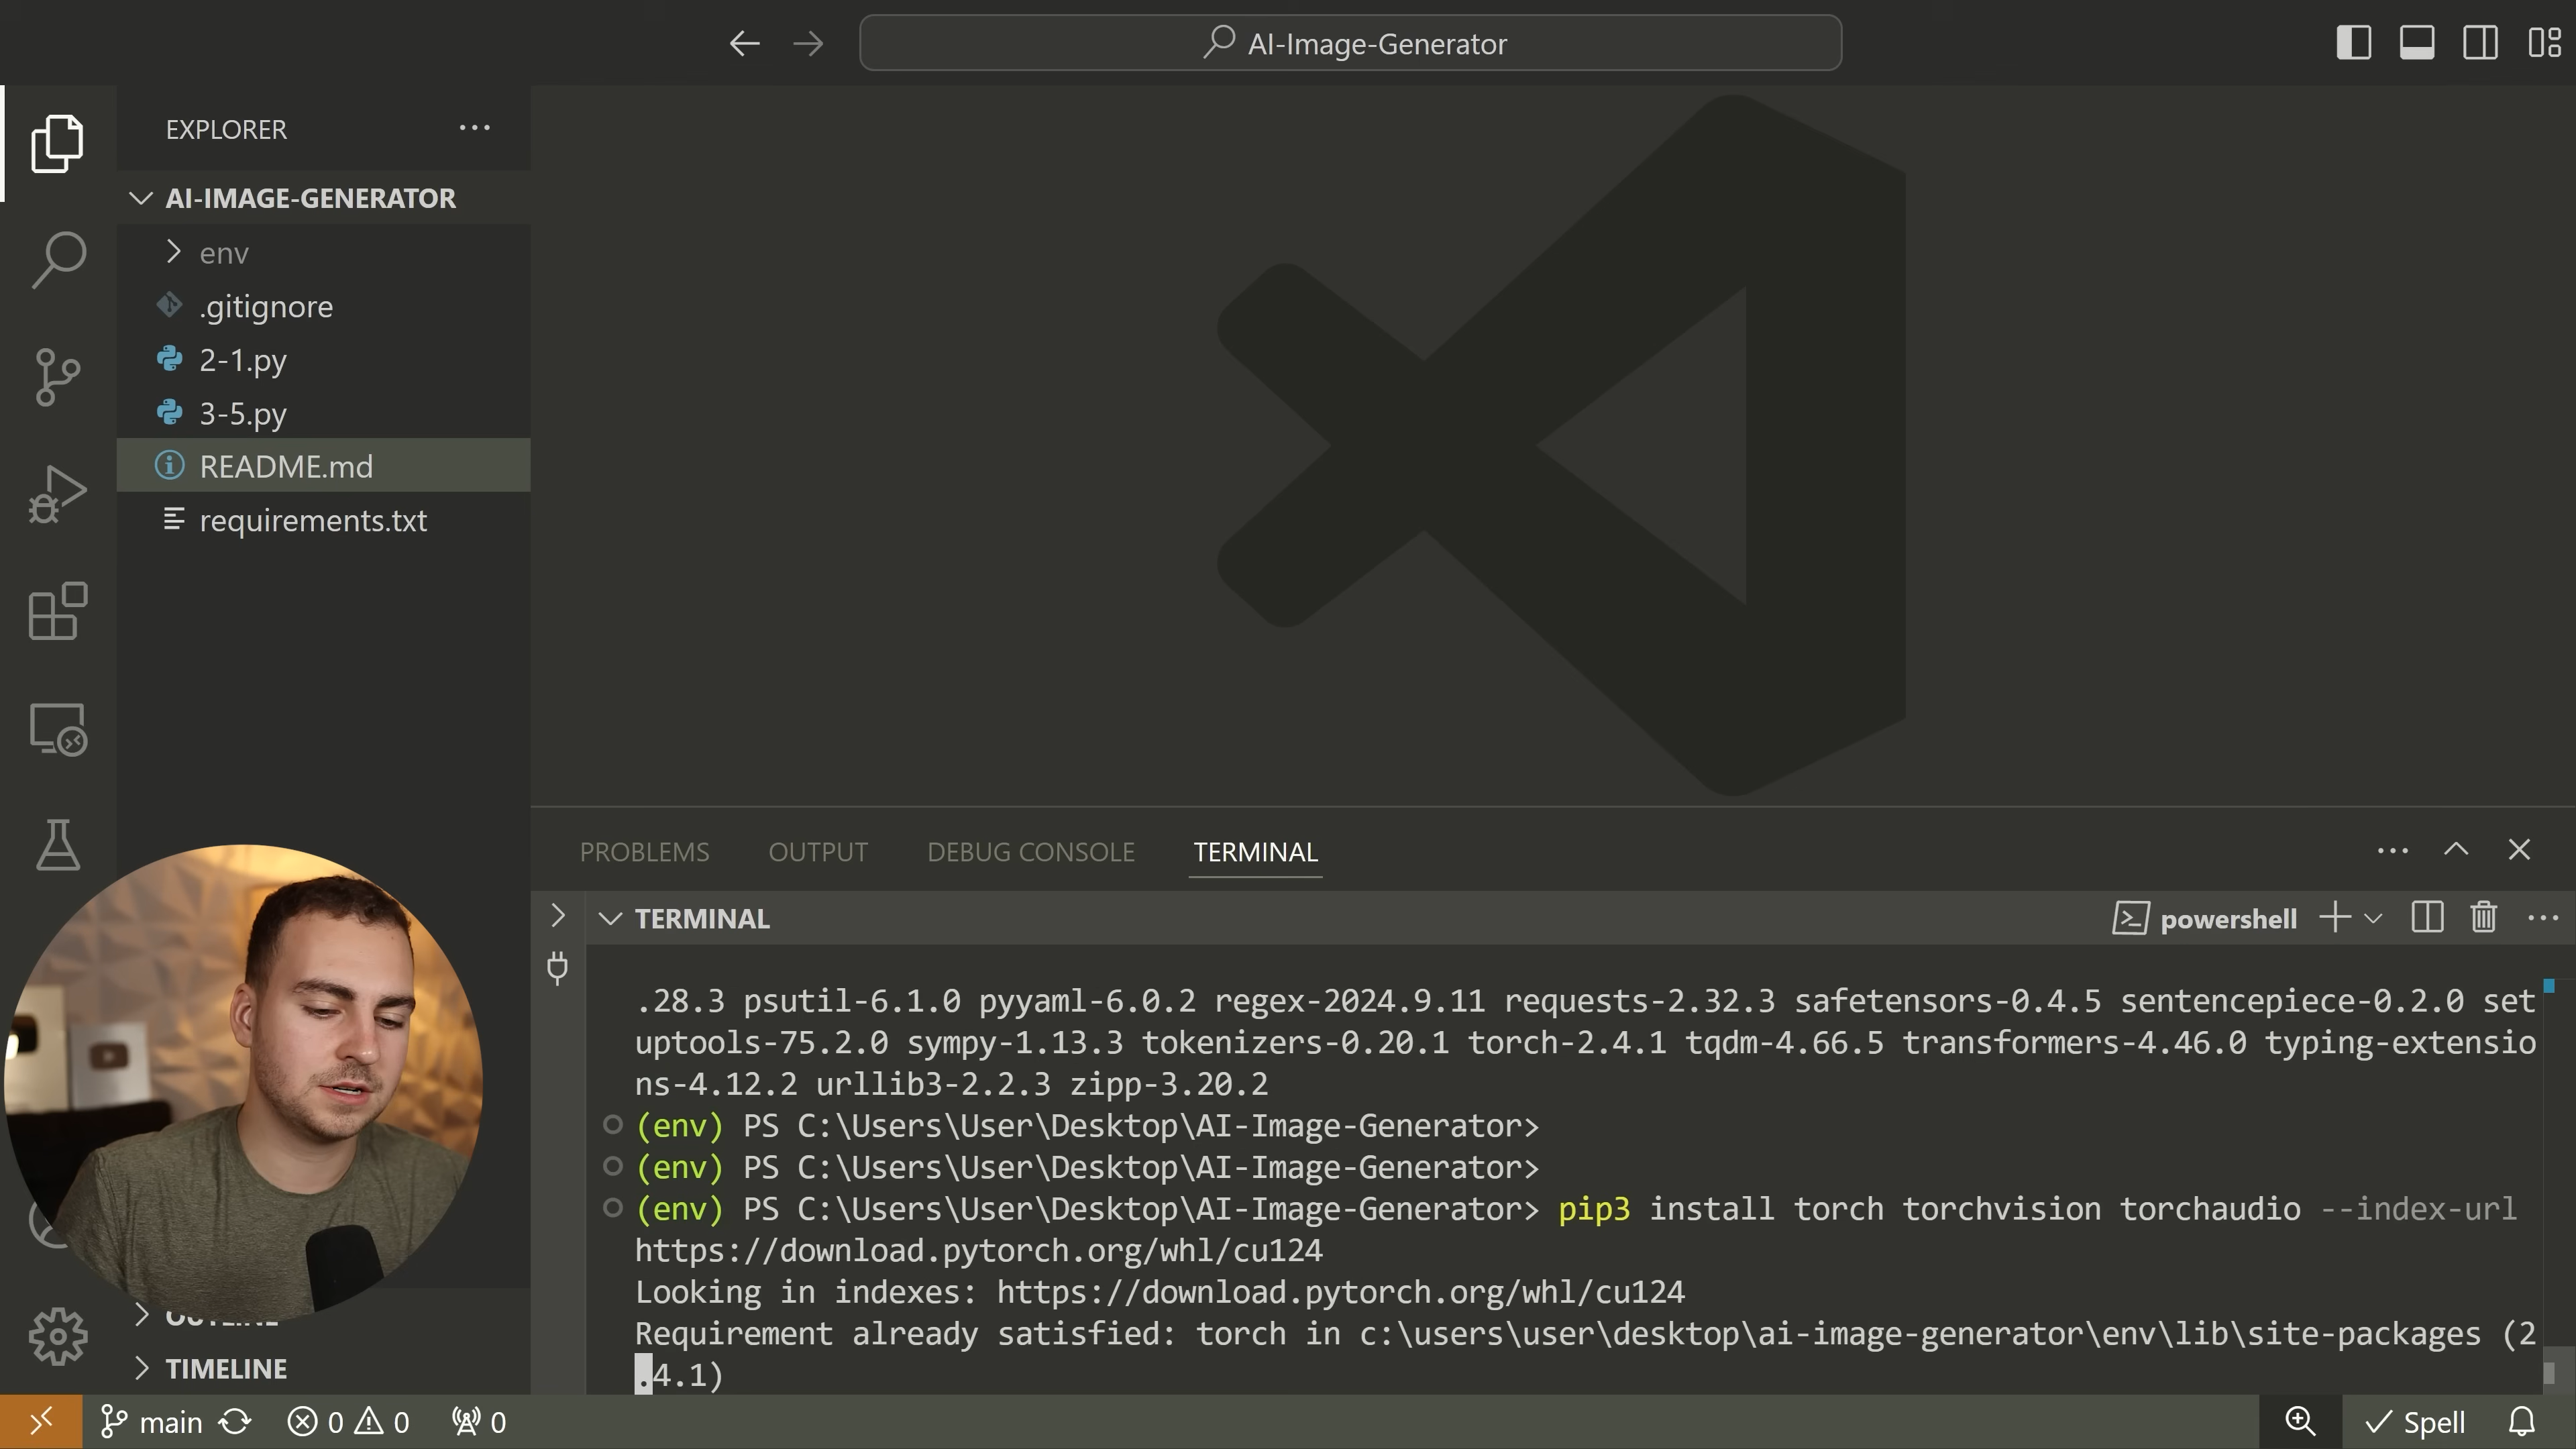 AI-Image-Generator
EXPLORER
AI-IMAGE-GENERATOR
env
.gitignore
2-1.py
3-5.py
README.md
requirements.txt
OUTLINE
TIMELINE
PROBLEMS OUTPUT DEBUG CONSOLE TERMINAL
TERMINAL
powershell
.28.3 psutil-6.1.0 pyyaml-6.0.2 regex-2024.9.11 requests-2.32.3 safetensors-0.4.5 sentencepiece-0.2.0 set
uptools-75.2.0 sympy-1.13.3 tokenizers-0.20.1 torch-2.4.1 tqdm-4.66.5 transformers-4.46.0 typing-extensio
ns-4.12.2 urllib3-2.2.3 zipp-3.20.2
(env) PS C:\Users\User\Desktop\AI-Image-Generator>
(env) PS C:\Users\User\Desktop\AI-Image-Generator>
(env) PS C:\Users\User\Desktop\AI-Image-Generator> pip3 install torch torchvision torchaudio --index-url
https://download.pytorch.org/whl/cu124
Looking in indexes: https://download.pytorch.org/whl/cu124
Requirement already satisfied: torch in c:\users\user\desktop\ai-image-generator\env\lib\site-packages (2
.4.1)
main 0 0 0 Spell